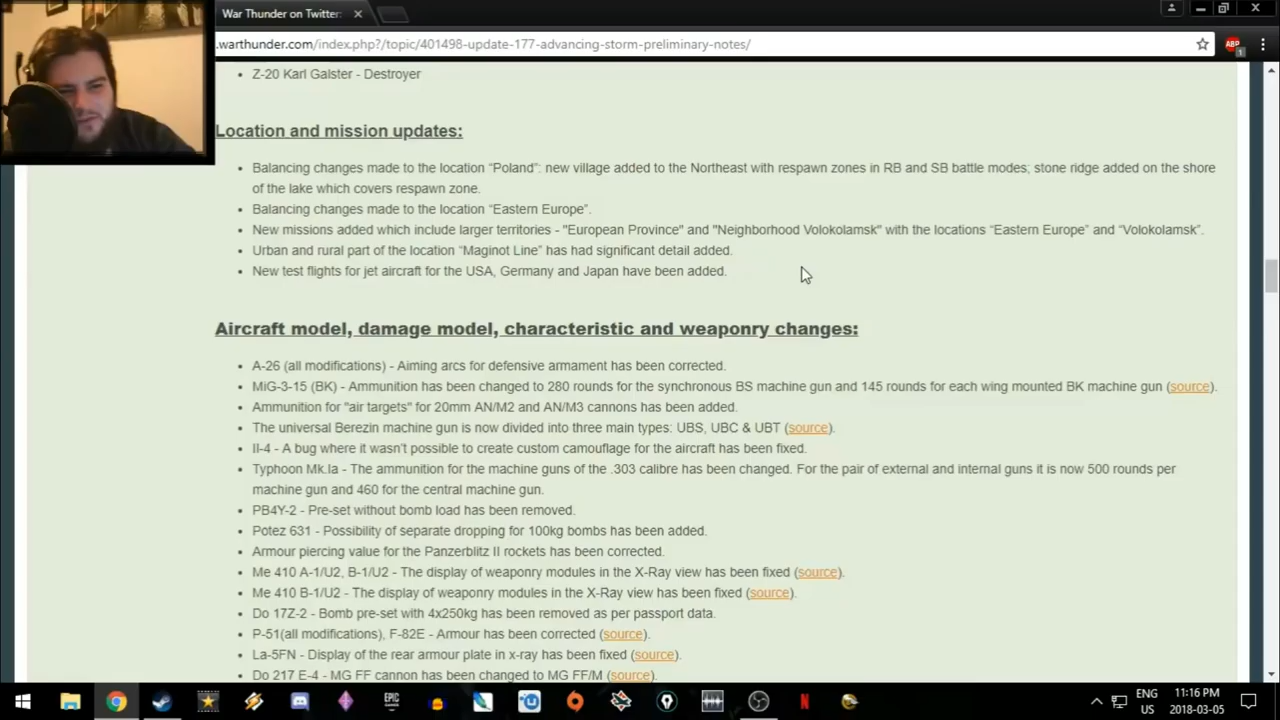 War Thunder on Twitter:
.warthunder.com/index.php?/topic/401498-update-177-advancing-storm-preliminary-notes/
ABP
1
Z-20 Karl Galster - Destroyer
Location and mission updates:
Balancing changes made to the location “Poland”: new village added to the Northeast with respawn zones in RB and SB battle modes; stone ridge added on the shore
of the lake which covers respawn zone.
Balancing changes made to the location “Eastern Europe”.
New missions added which include larger territories - "European Province" and "Neighborhood Volokolamsk" with the locations “Eastern Europe” and “Volokolamsk”.
Urban and rural part of the location “Maginot Line” has had significant detail added.
New test flights for jet aircraft for the USA, Germany and Japan have been added.
Aircraft model, damage model, characteristic and weaponry changes:
A-26 (all modifications) - Aiming arcs for defensive armament has been corrected.
MiG-3-15 (BK) - Ammunition has been changed to 280 rounds for the synchronous BS machine gun and 145 rounds for each wing mounted BK machine gun (source).
Ammunition for "air targets" for 20mm AN/M2 and AN/M3 cannons has been added.
The universal Berezin machine gun is now divided into three main types: UBS, UBC & UBT (source).
Il-4 - A bug where it wasn’t possible to create custom camouflage for the aircraft has been fixed.
Typhoon Mk.Ia - The ammunition for the machine guns of the .303 calibre has been changed. For the pair of external and internal guns it is now 500 rounds per
machine gun and 460 for the central machine gun.
PB4Y-2 - Pre-set without bomb load has been removed.
Potez 631 - Possibility of separate dropping for 100kg bombs has been added.
Armour piercing value for the Panzerblitz II rockets has been corrected.
Me 410 A-1/U2, B-1/U2 - The display of weaponry modules in the X-Ray view has been fixed (source).
Me 410 B-1/U2 - The display of weaponry modules in the X-Ray view has been fixed (source).
Do 17Z-2 - Bomb pre-set with 4x250kg has been removed as per passport data.
P-51(all modifications), F-82E - Armour has been corrected (source).
La-5FN - Display of the rear armour plate in x-ray has been fixed (source).
Do 217 E-4 - MG FF cannon has been changed to MG FF/M (source).
EPIC
GAMES
ENG
US
11:16 PM
2018-03-05